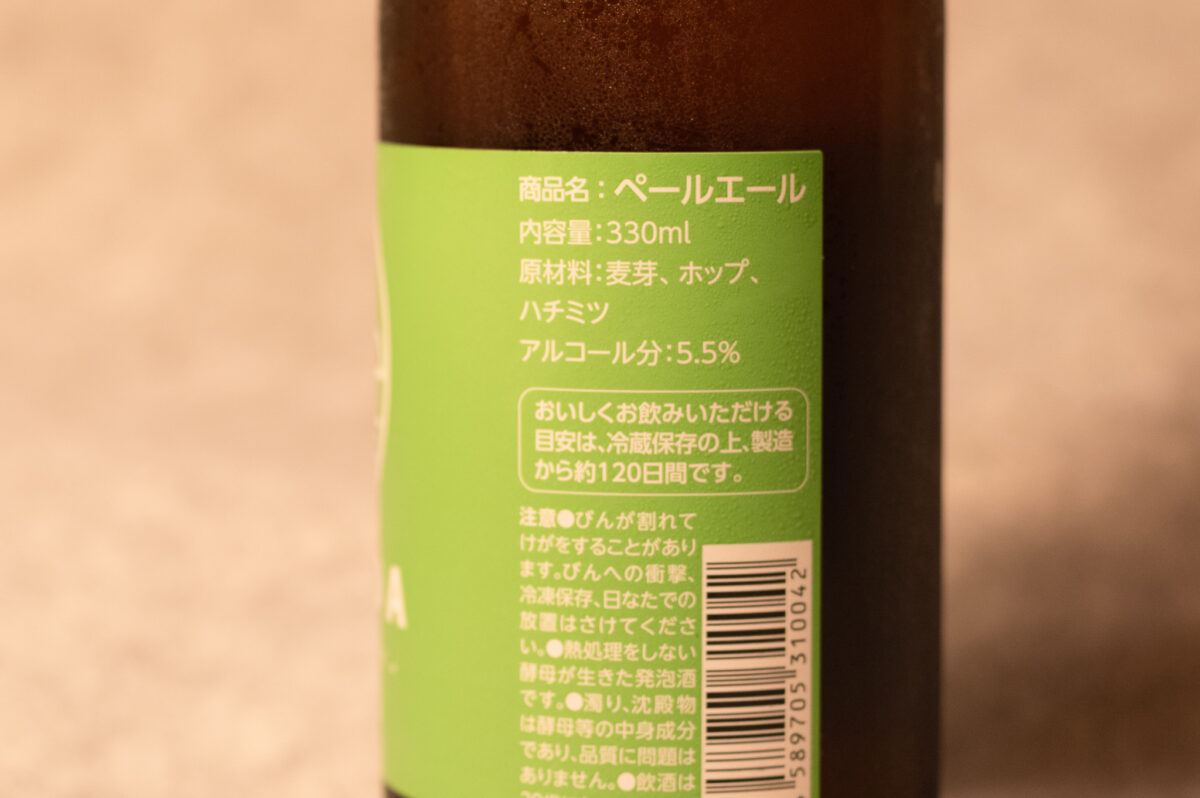 商品名：ペールエール
内容量：330ml
原材料：麦芽、ホップ、
ハチミツ
アルコール分：5.5%
おいしくお飲みいただける
目安は、冷蔵保存の上、製造
から約120日間です。
注意●びんが割れて
けがをすることがあり
ます。びんへの衝撃、
冷凍保存、日なたでの
放置はさけてくださ
い。●熱処理をしない
酵母が生きた発泡酒
です。●濁り、沈殿物
は酵母等の中身成分
であり、品質に問題は
ありません。●飲酒は
589705 310042
A